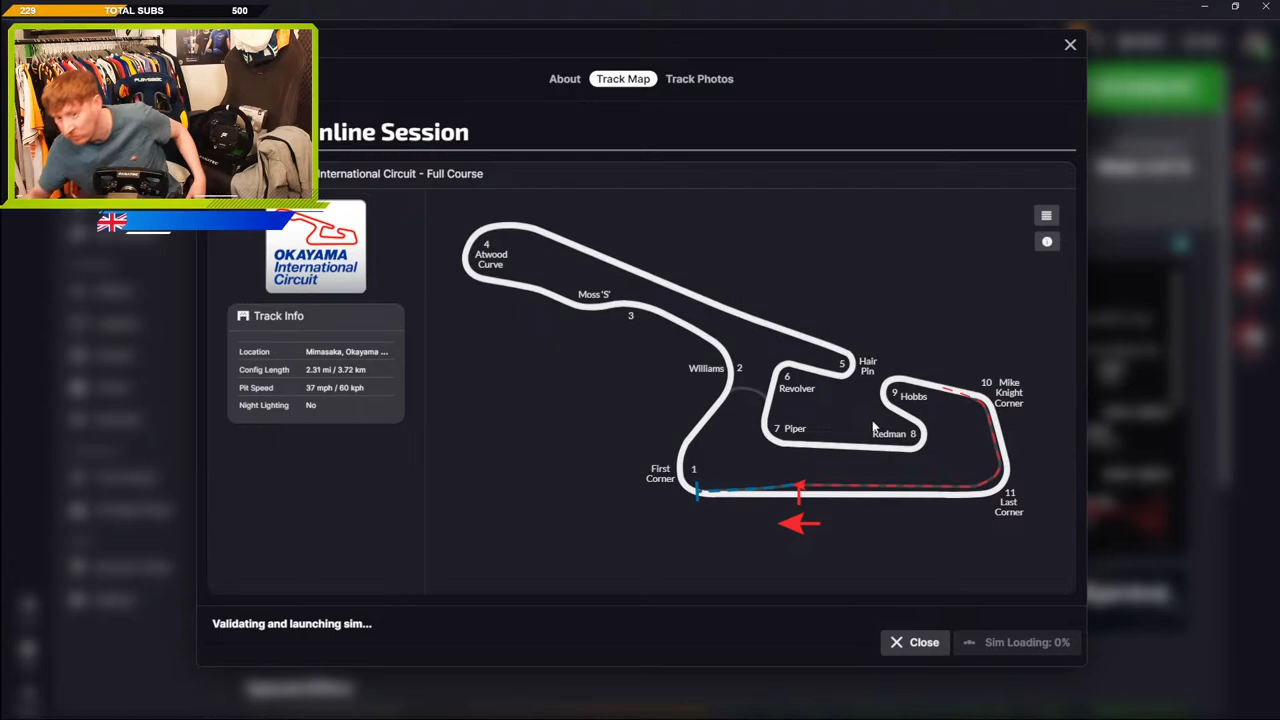 229 TOTAL SUBS 500
About Track Map Track Photos
nline Session
International Circuit - Full Course
OKAYAMA
International
Circuit
Track Info
Location Mimasaka, Okayama ...
Config Length 2.31 mi / 3.72 km
Pit Speed 37 mph / 60 kph
Night Lighting No
4
Atwood
Curve
Moss 'S'
3
Williams 2
5 Hair
Pin
6
Revolver
7 Piper
9 Hobbs
Redman 8
10 Mike
Knight
Corner
First
Corner 1
11
Last
Corner
Validating and launching sim...
Close
Sim Loading: 0%